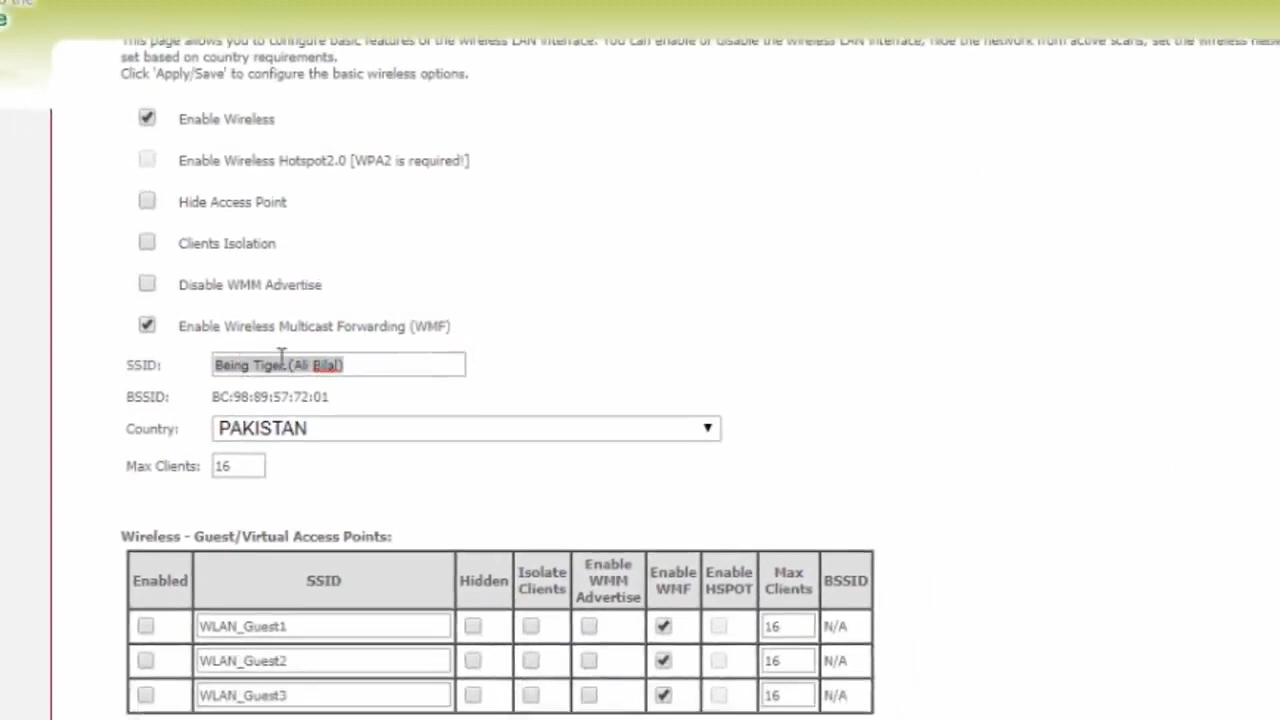 This page allows you to configure basic features of the wireless LAN interface. You can enable or disable the wireless LAN interface, hide the network from active scans, set the wireless
set based on country requirements.
Click 'Apply/Save' to configure the basic wireless options.
Enable Wireless
Enable Wireless Hotspot2.0 [WPA2 is required!]
Hide Access Point
Clients Isolation
Disable WMM Advertise
Enable Wireless Multicast Forwarding (WMF)
SSID: Being Tiger (Ali Bilal)
BSSID: BC:98:89:57:72:01
Country: PAKISTAN
Max Clients: 16
Wireless - Guest/Virtual Access Points:
Enabled SSID Hidden Isolate Clients Enable WMM Advertise Enable WMF Enable HSPOT Max Clients BSSID
WLAN_Guest1 16 N/A
WLAN_Guest2 16 N/A
WLAN_Guest3 16 N/A